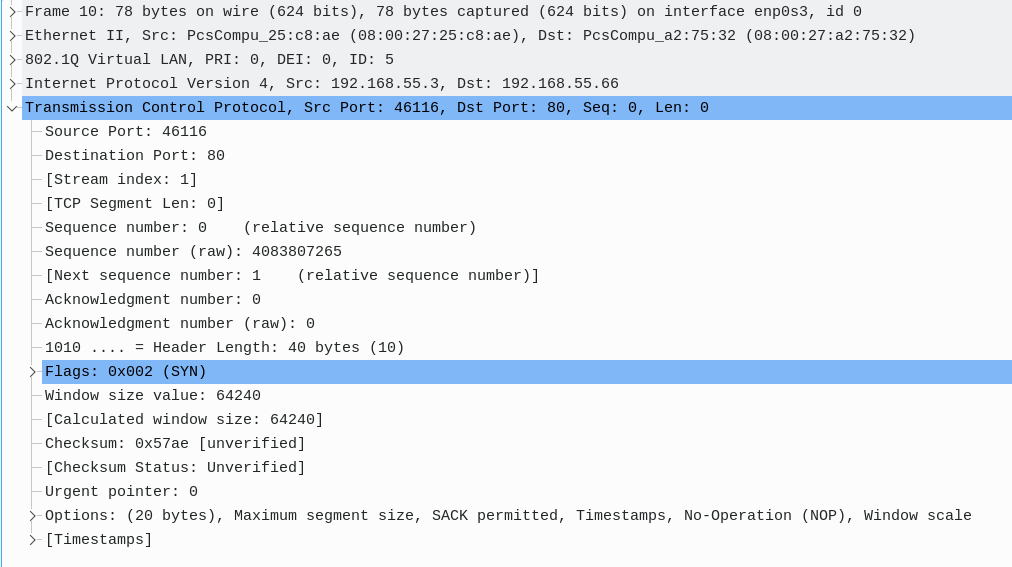 Frame 10: 78 bytes on wire (624 bits), 78 bytes captured (624 bits) on interface enp0s3, id 0
Ethernet II, Src: PcsCompu_25:c8:ae (08:00:27:25:c8:ae), Dst: PcsCompu_a2:75:32 (08:00:27:a2:75:32)
802.1Q Virtual LAN, PRI: 0, DEI: 0, ID: 5
Internet Protocol Version 4, Src: 192.168.55.3, Dst: 192.168.55.66
Transmission Control Protocol, Src Port: 46116, Dst Port: 80, Seq: 0, Len: 0
Source Port: 46116
Destination Port: 80
[Stream index: 1]
[TCP Segment Len: 0]
Sequence number: 0    (relative sequence number)
Sequence number (raw): 4083807265
[Next sequence number: 1    (relative sequence number)]
Acknowledgment number: 0
Acknowledgment number (raw): 0
1010 .... = Header Length: 40 bytes (10)
Flags: 0x002 (SYN)
Window size value: 64240
[Calculated window size: 64240]
Checksum: 0x57ae [unverified]
[Checksum Status: Unverified]
Urgent pointer: 0
Options: (20 bytes), Maximum segment size, SACK permitted, Timestamps, No-Operation (NOP), Window scale
[Timestamps]